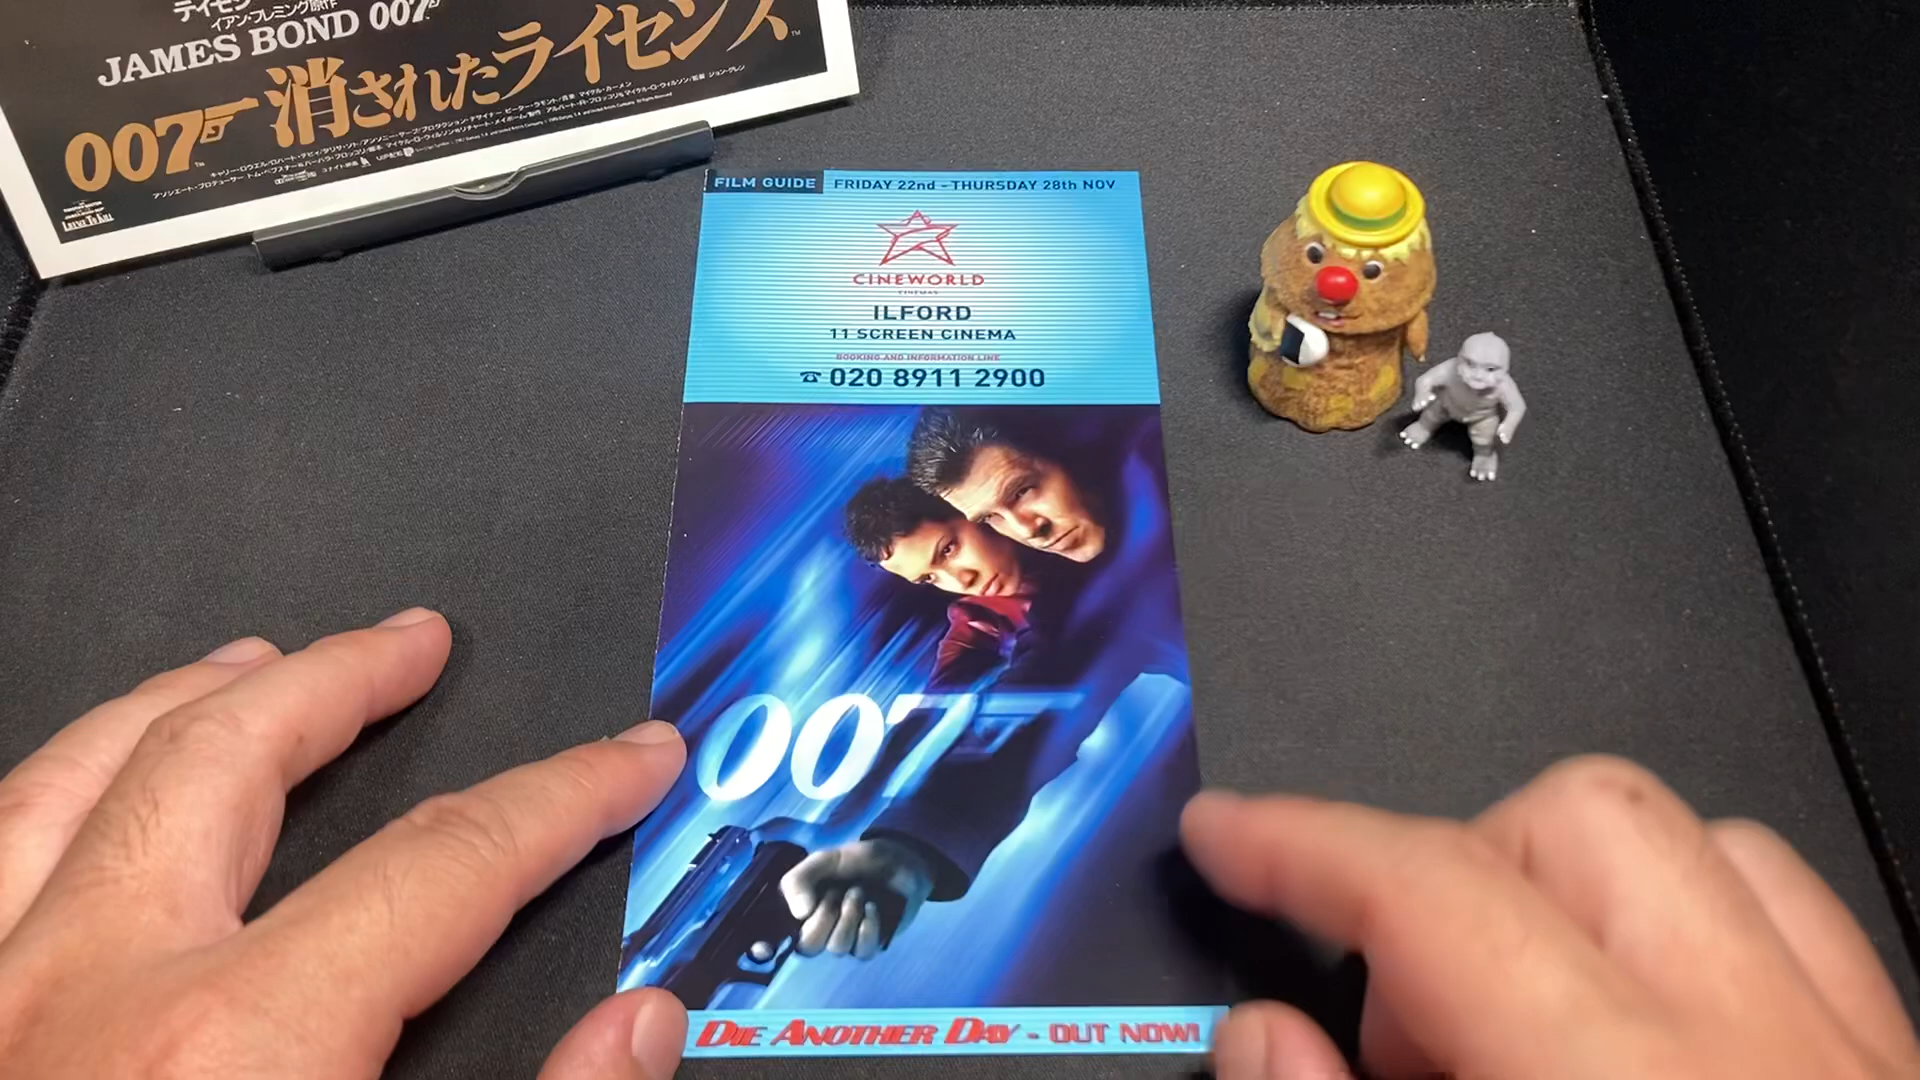 イアン・フレミング原作
JAMES BOND 007
007 消されたライセンス
FILM GUIDE
FRIDAY 22nd - THURSDAY 28th NOV
CINEWORLD
CINEMAS
ILFORD
11 SCREEN CINEMA
BOOKING AND INFORMATION LINE
☎ 020 8911 2900
007
DIE ANOTHER DAY - OUT NOW!